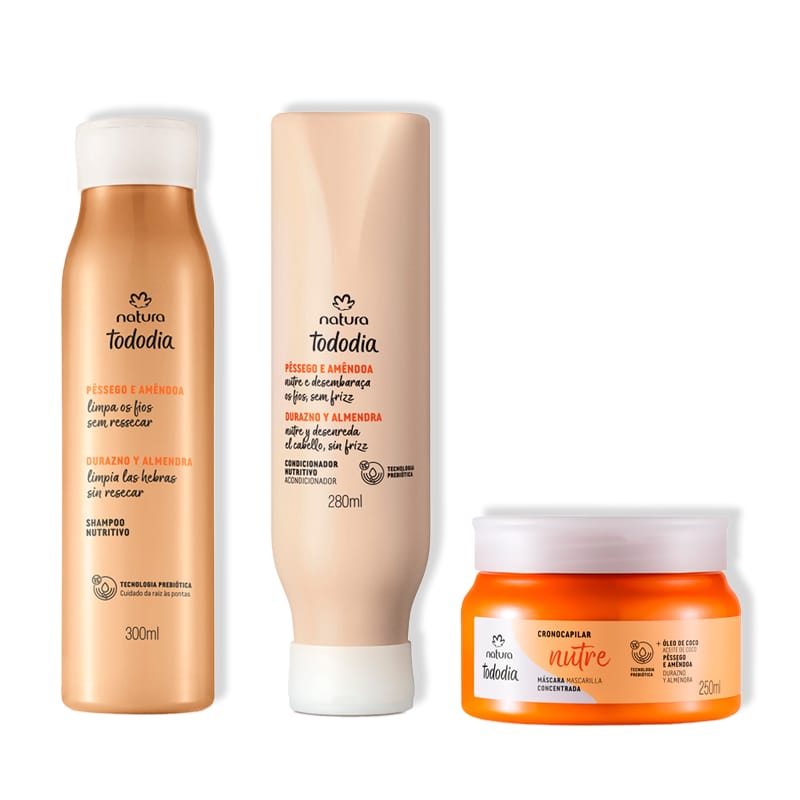 natura
tododia
PÊSSEGO E AMÊNDOA
limpa os fios
sem ressecar
DURAZNO Y ALMENDRA
limpía las hebras
sin resecar
SHAMPOO
NUTRITIVO
TECNOLOGIA PREBIÓTICA
Cuidado da raiz às pontas
300ml
natura
tododia
PÊSSEGO E AMÊNDOA
nutre e desembaraça
os fios, sem frizz
DURAZNO Y ALMENDRA
nutre y desenreda
el cabello, sin frizz
CONDICIONADOR
NUTRITIVO
ACONDICIONADOR
TECNOLOGIA
PREBIÓTICA
280ml
natura
tododia
CRONOCAPILAR
nutre
MÁSCARA MASCARILLA
CONCENTRADA
TECNOLOGIA
PREBIÓTICA
+ ÓLEO DE COCO
ACEITE DE COCO
PÊSSEGO
E AMÊNDOA
DURAZNO
Y ALMENDRA
250ml